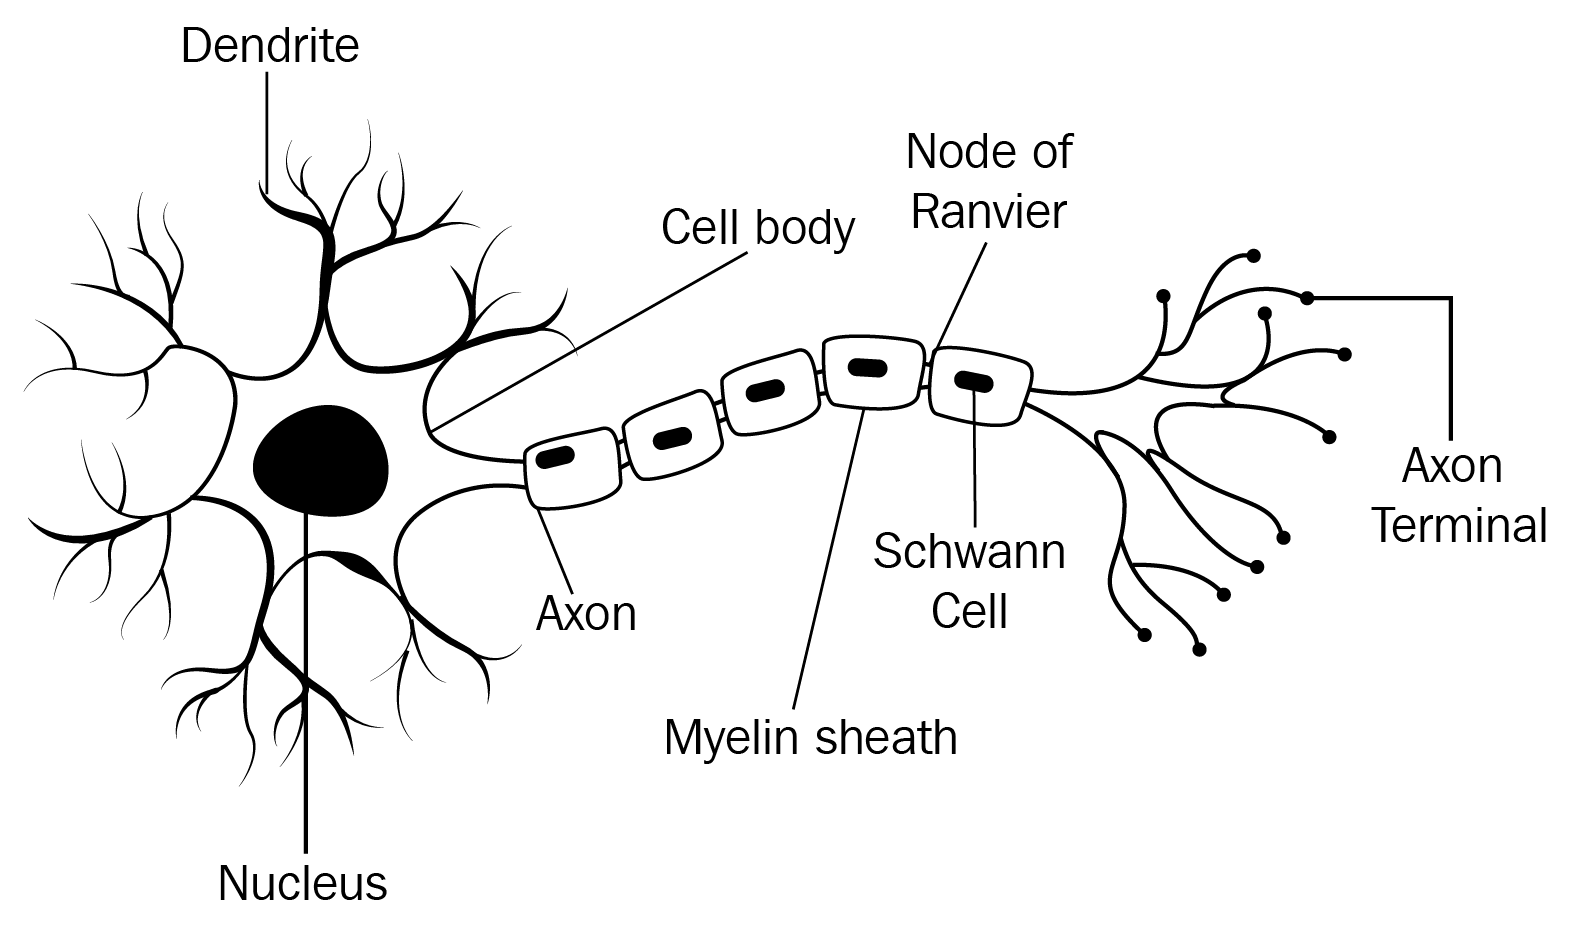 Dendrite
Node of
Ranvier
Cell body
Axon
Terminal
Schwann
Cell
Axon
Myelin sheath
Nucleus